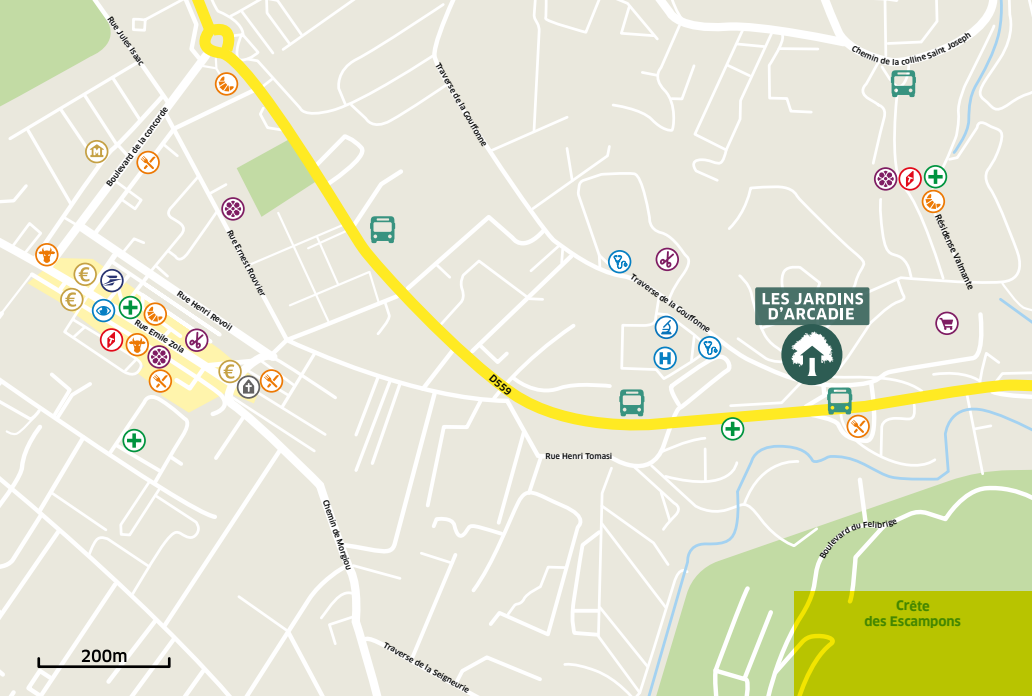 Rue Jules Isaac
Chemin de la colline Saint Joseph
Traverse de la Gouffonne
Boulevard de la concorde
Rue Ernest Rouvier
Résidense Valmante
€
€
Rue Henri Revoil
Traverse de la Gouffonne
LES JARDINS
D'ARCADIE
Rue Emile Zola
H
€
D559
Rue Henri Tomasi
Chemin de Morgiou
Boulevard du Felibrige
Crête
des Escampons
200m
Traverse de la Seigneurie